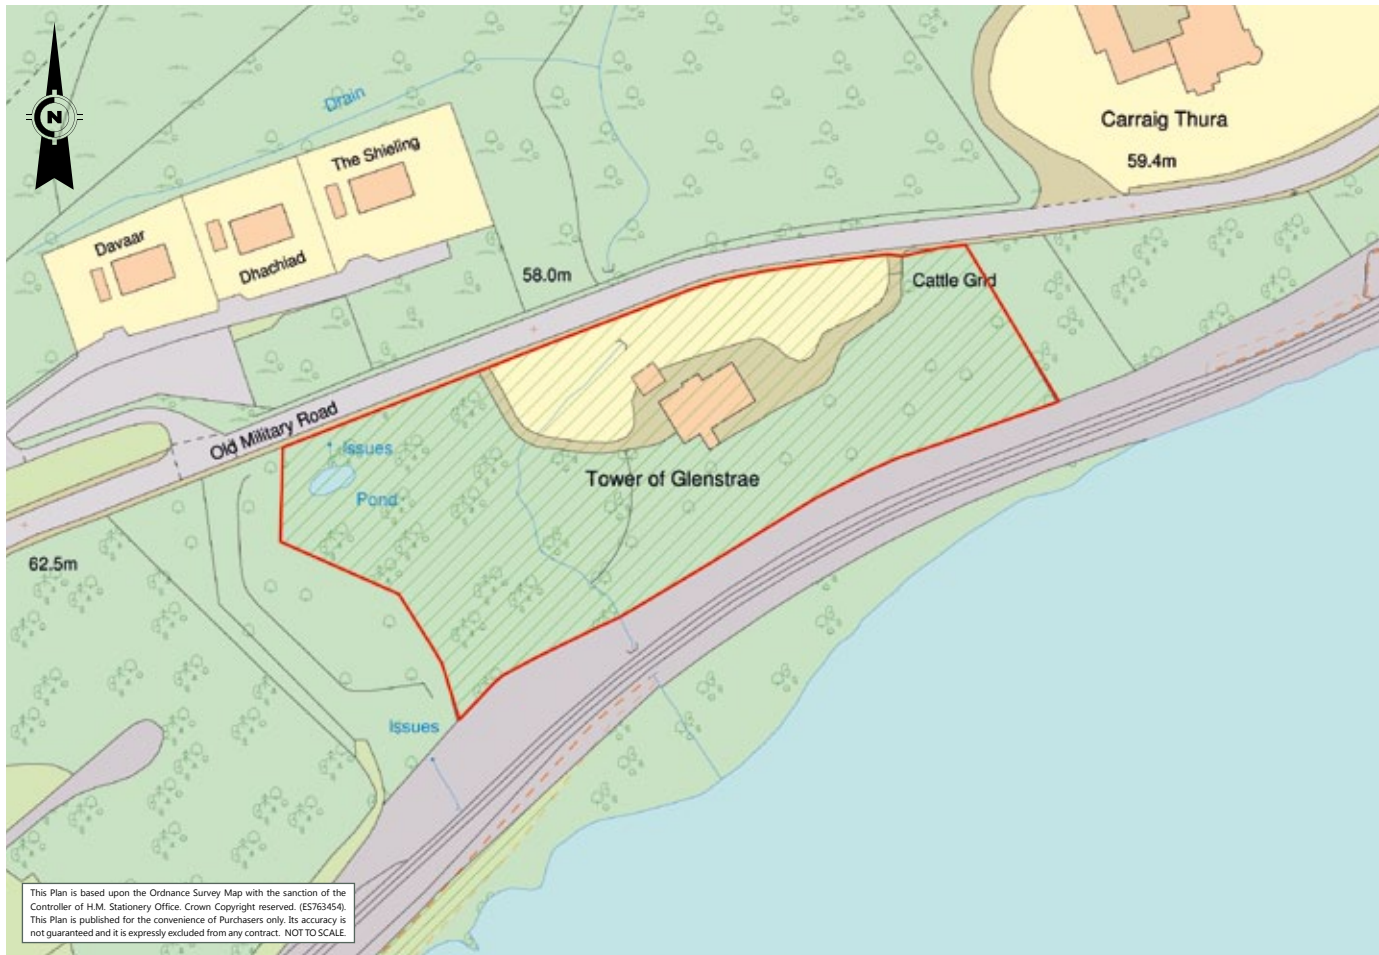 N
Drain
Carraig Thura
59.4m
The Shieling
Davaar
Dhachiad
58.0m
Cattle Grid
Old Military Road
Issues
Pond
Tower of Glenstrae
62.5m
Issues
This Plan is based upon the Ordnance Survey Map with the sanction of the
Controller of H.M. Stationery Office. Crown Copyright reserved. (ES763454).
This Plan is published for the convenience of Purchasers only. Its accuracy is
not guaranteed and it is expressly excluded from any contract. NOT TO SCALE.